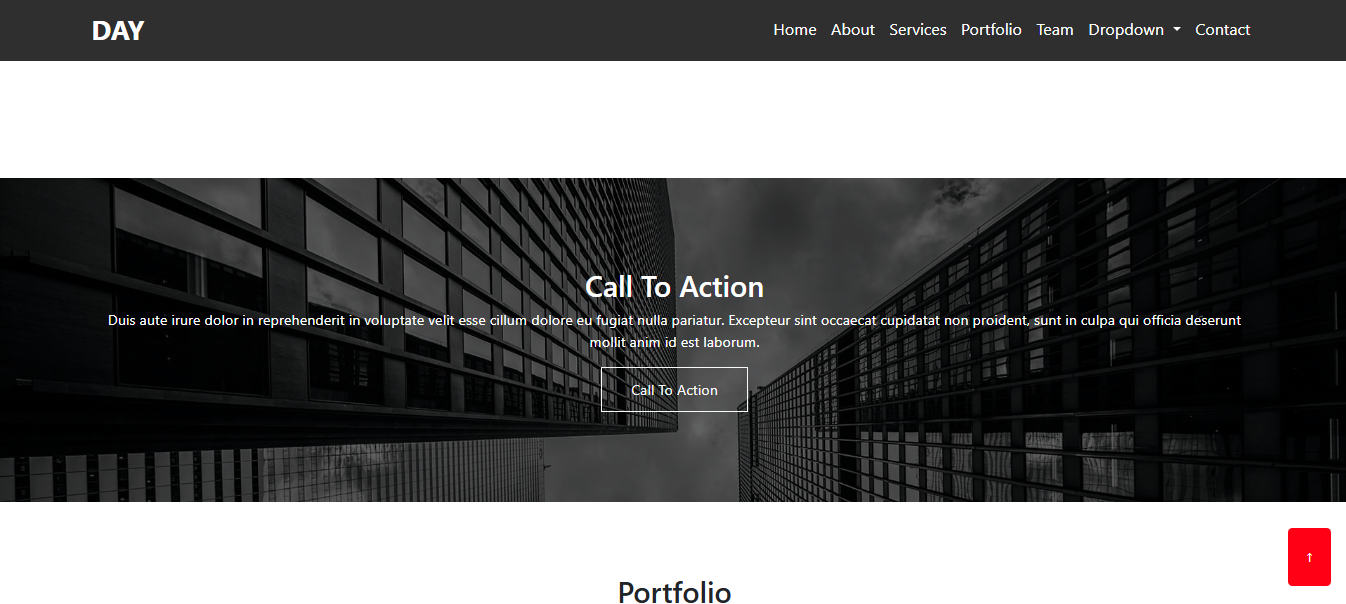 DAY
Home About Services Portfolio Team Dropdown Contact
Call To Action
Duis aute irure dolor in reprehenderit in voluptate velit esse cillum dolore eu fugiat nulla pariatur. Excepteur sint occaecat cupidatat non proident, sunt in culpa qui officia deserunt
mollit anim id est laborum.
Call To Action
↑
Portfolio